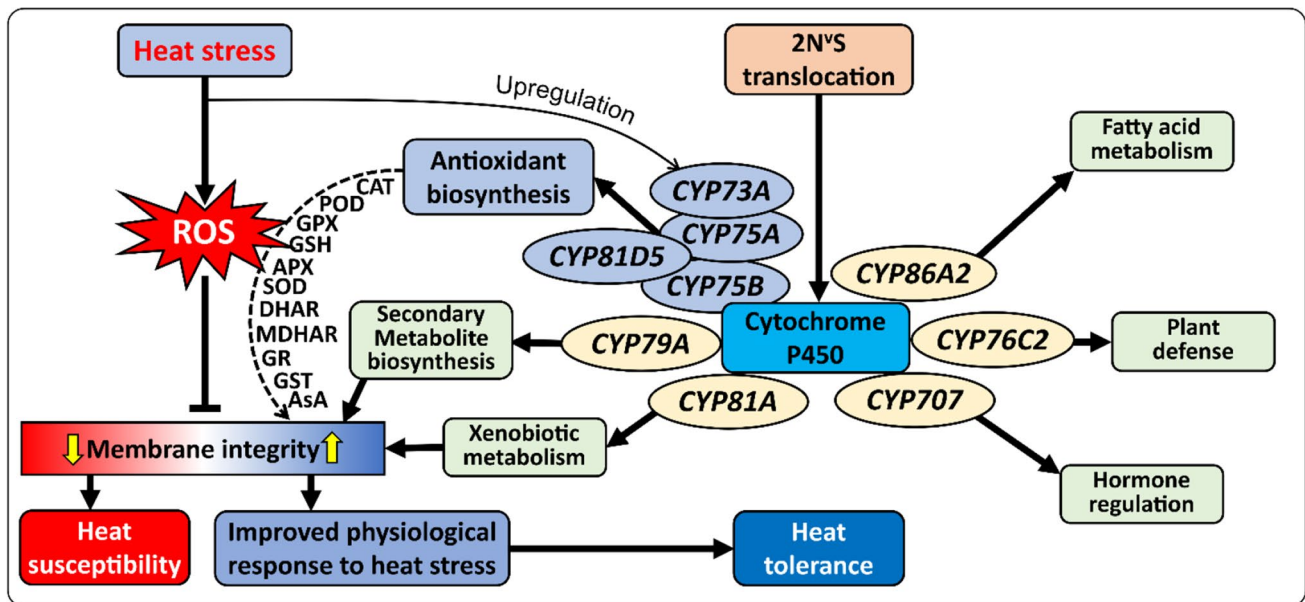 Heat stress
2NᵛS
translocation
Upregulation
Fatty acid
metabolism
Antioxidant
biosynthesis
CYP73A
CAT
POD
GPX
GSH
APX
SOD
DHAR
MDHAR
GR
GST
AsA
ROS
CYP75A
CYP81D5
CYP75B
CYP86A2
Secondary
Metabolite
biosynthesis
CYP79A
Cytochrome
P450
CYP76C2
Plant
defense
CYP81A
CYP707
Membrane integrity
Xenobiotic
metabolism
Hormone
regulation
Heat
susceptibility
Improved physiological
response to heat stress
Heat
tolerance